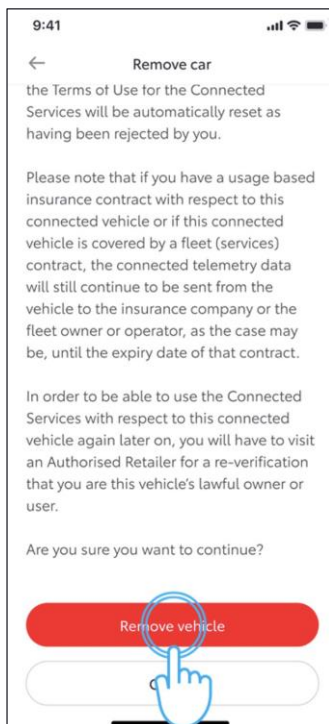 9:41
Remove car
the Terms of Use for the Connected
Services will be automatically reset as
having been rejected by you.
Please note that if you have a usage based
insurance contract with respect to this
connected vehicle or if this connected
vehicle is covered by a fleet (services)
contract, the connected telemetry data
will still continue to be sent from the
vehicle to the insurance company or the
fleet owner or operator, as the case may
be, until the expiry date of that contract.
In order to be able to use the Connected
Services with respect to this connected
vehicle again later on, you will have to visit
an Authorised Retailer for a re-verification
that you are this vehicle's lawful owner or
user.
Are you sure you want to continue?
Remove vehicle